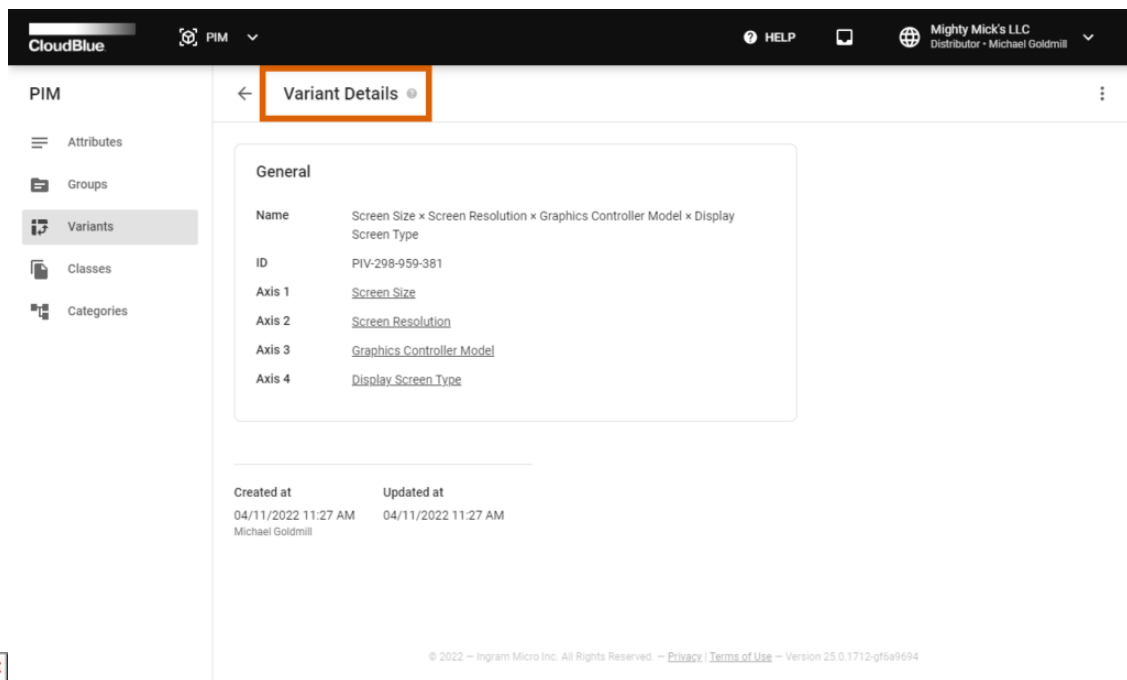 CloudBlue
PIM
HELP
Mighty Mick's LLC
Distributor • Michael Goldmill
PIM
Attributes
Groups
Variants
Classes
Categories
Variant Details
General
Name Screen Size × Screen Resolution × Graphics Controller Model × Display
Screen Type
ID PIV-298-959-381
Axis 1 Screen Size
Axis 2 Screen Resolution
Axis 3 Graphics Controller Model
Axis 4 Display Screen Type
Created at Updated at
04/11/2022 11:27 AM 04/11/2022 11:27 AM
Michael Goldmill
© 2022 — Ingram Micro Inc. All Rights Reserved. — Privacy | Terms of Use — Version 25.0.1712-gf6a9694